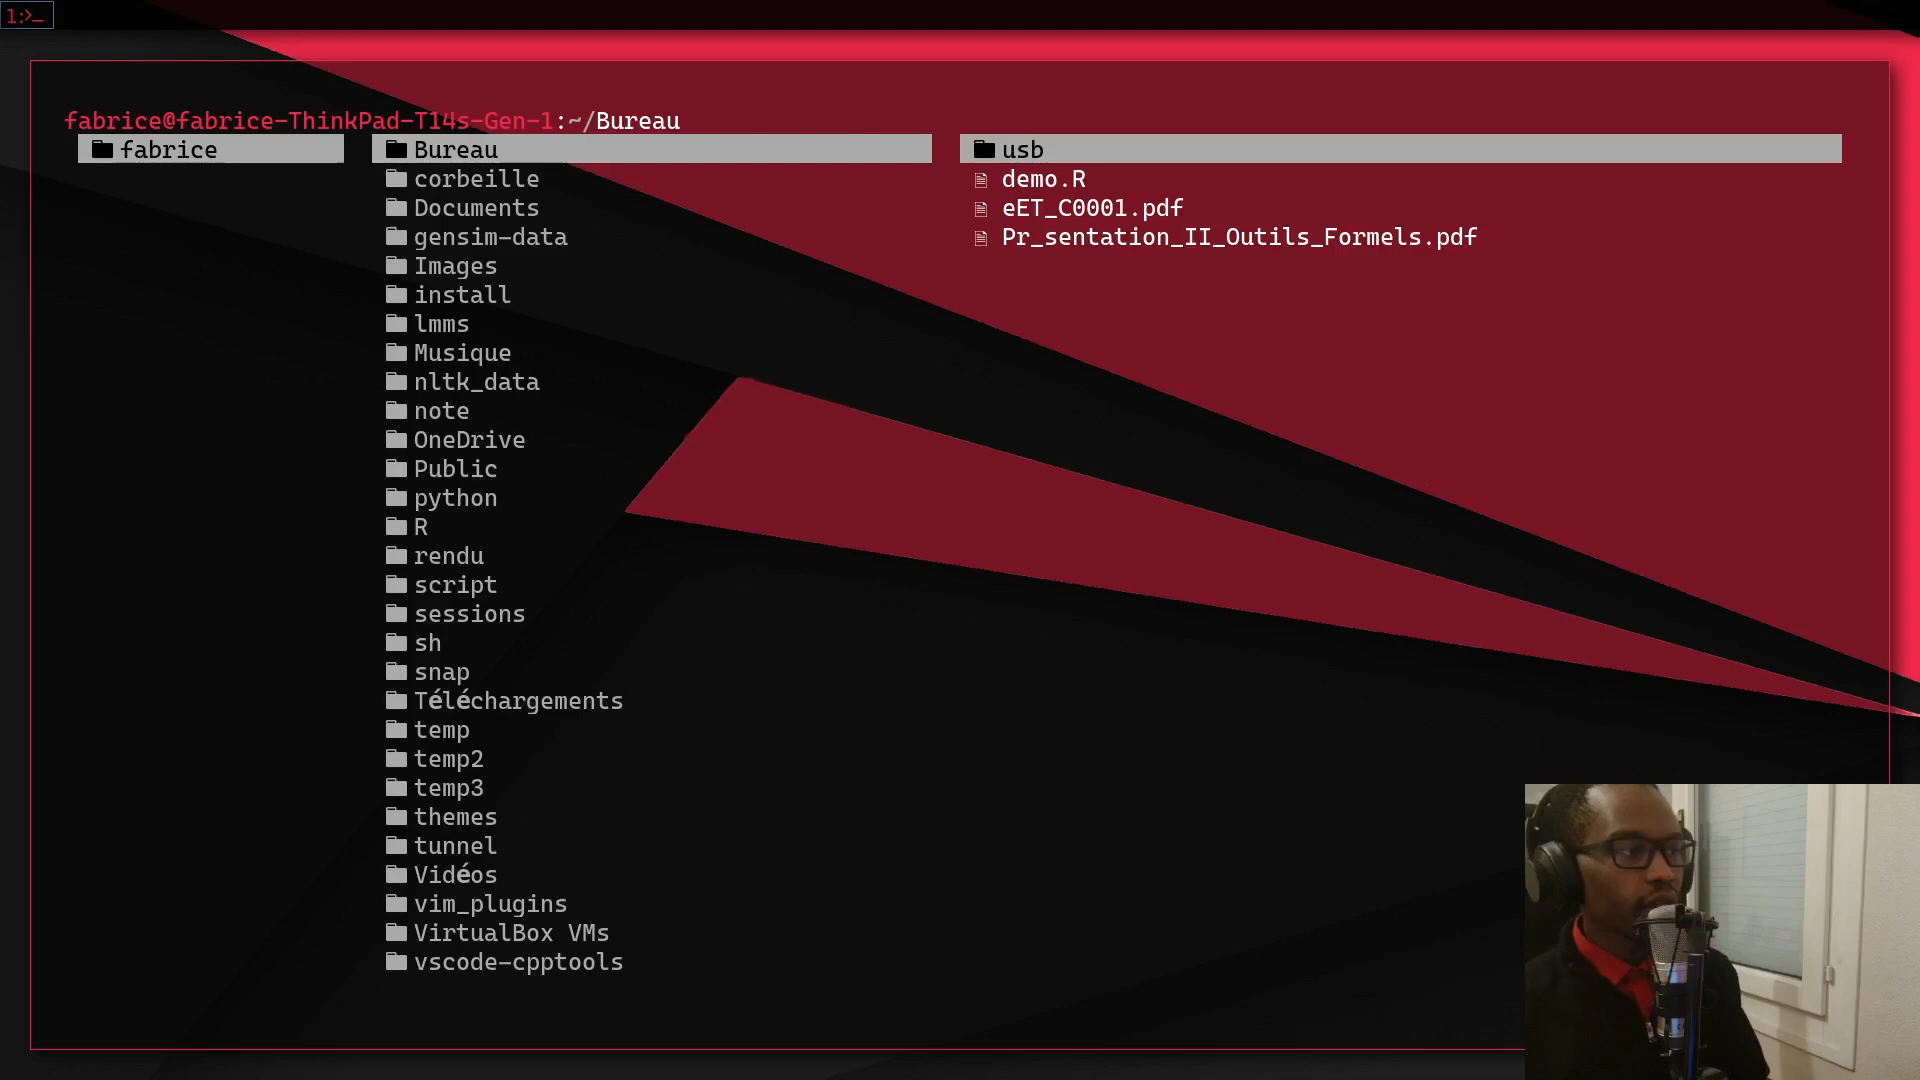 1:>_
fabrice@fabrice-ThinkPad-T14s-Gen-1:~/Bureau
fabrice
Bureau
corbeille
Documents
gensim-data
Images
install
lmms
Musique
nltk_data
note
OneDrive
Public
python
R
rendu
script
sessions
sh
snap
Téléchargements
temp
temp2
temp3
themes
tunnel
Vidéos
vim_plugins
VirtualBox VMs
vscode-cpptools
usb
demo.R
eET_C0001.pdf
Pr_sentation_II_Outils_Formels.pdf